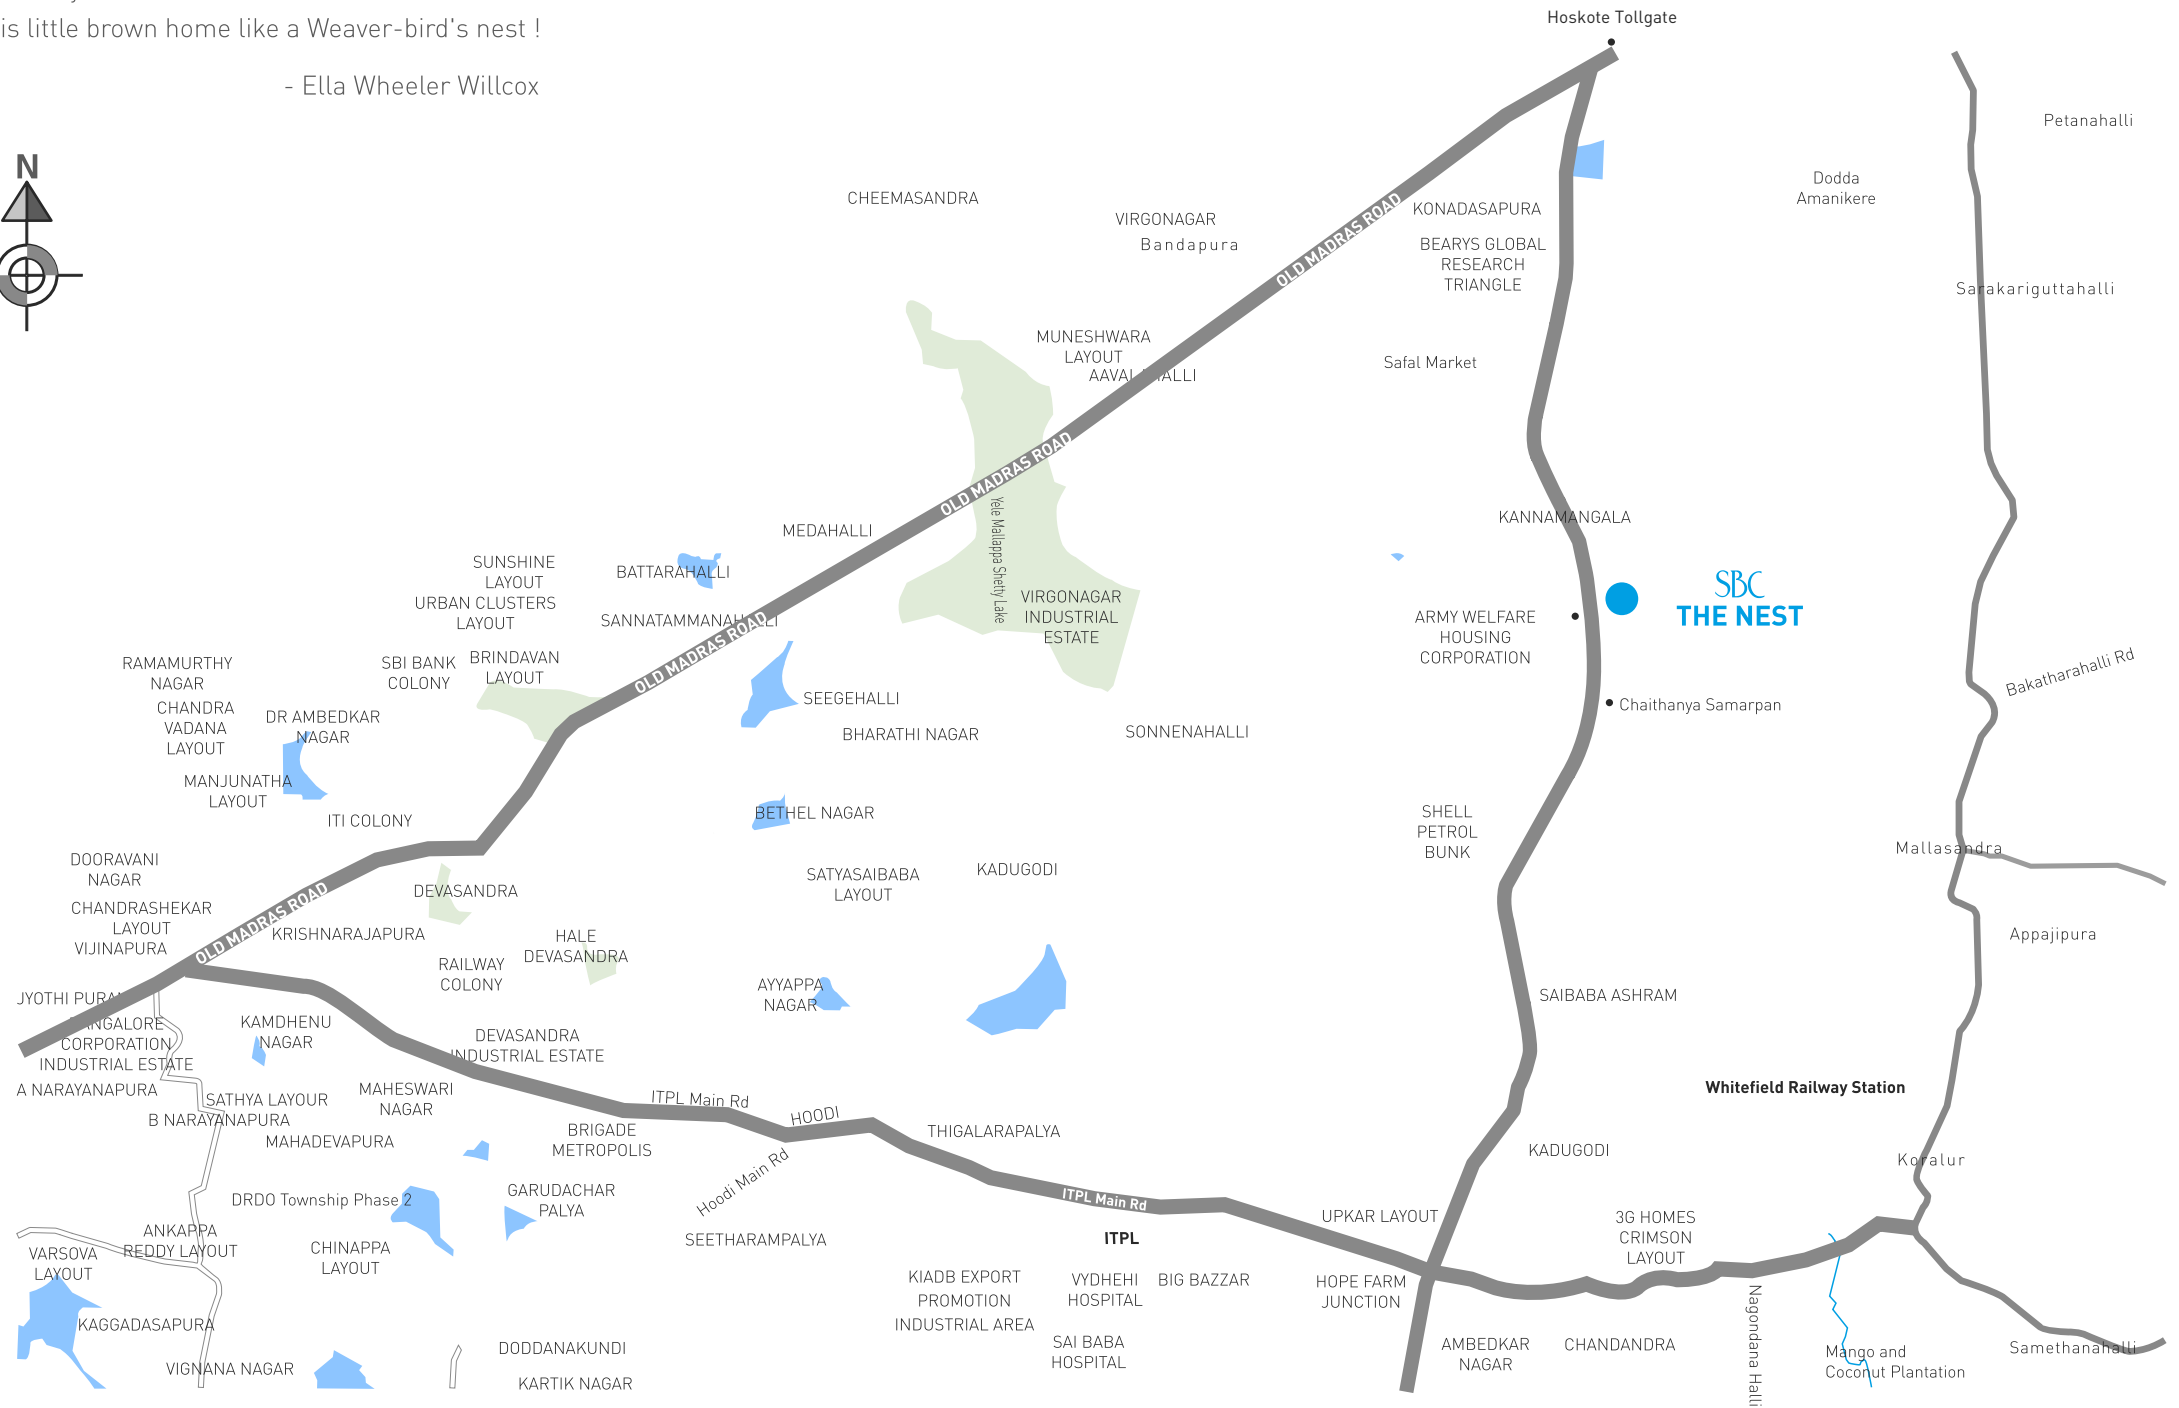 is little brown home like a Weaver-bird's nest !
- Ella Wheeler Willcox
N
Hoskote Tollgate
Petanahalli
Dodda
Amanikere
CHEEMASANDRA
VIRGONAGAR
Bandapura
OLD MADRAS ROAD
KONADASAPURA
BEARYS GLOBAL
RESEARCH
TRIANGLE
Sarakariguttahalli
MUNESHWARA
LAYOUT
Safal Market
OLD MADRAS ROAD
Yele Mallappa Shetty Lake
KANNAMANGALA
MEDAHALLI
SUNSHINE
LAYOUT
URBAN CLUSTERS
LAYOUT
BATTARAHALLI
VIRGONAGAR
INDUSTRIAL
ESTATE
SBC
THE NEST
ARMY WELFARE
HOUSING
CORPORATION
OLD MADRAS ROAD
RAMAMURTHY
NAGAR
SBI BANK
COLONY
BRINDAVAN
LAYOUT
Bakatharahalli Rd
CHANDRA
VADANA
LAYOUT
DR AMBEDKAR
NAGAR
SEEGEHALLI
Chaithanya Samarpan
BHARATHI NAGAR
SONNENAHALLI
MANJUNATHA
LAYOUT
ITI COLONY
BETHEL NAGAR
SHELL
PETROL
BUNK
Mallasandra
DOORAVANI
NAGAR
DEVASANDRA
SATYASAIBABA
LAYOUT
KADUGODI
OLD MADRAS ROAD
CHANDRASHEKAR
LAYOUT
VIJINAPURA
KRISHNARAJAPURA
HALE
DEVASANDRA
Appajipura
RAILWAY
COLONY
AYYAPPA
NAGAR
SAIBABA ASHRAM
JYOTHI
CORPORATION
INDUSTRIAL ESTATE
KAMDHENU
NAGAR
DEVASANDRA
INDUSTRIAL ESTATE
A NARAYANAPURA
SATHYA LAYOUR
B NARAYANAPURA
MAHESWARI
NAGAR
ITPL Main Rd
HOODI
Whitefield Railway Station
MAHADEVAPURA
BRIGADE
METROPOLIS
THIGALARAPALYA
KADUGODI
Koralur
Hoodi Main Rd
DRDO Township Phase 2
GARUDACHAR
PALYA
ITPL Main Rd
UPKAR LAYOUT
3G HOMES
CRIMSON
LAYOUT
ANKAPPA
REDDY LAYOUT
SEETHARAMPALYA
ITPL
VARSOVA
LAYOUT
CHINAPPA
LAYOUT
KIADB EXPORT
PROMOTION
INDUSTRIAL AREA
VYDHEHI
HOSPITAL
BIG BAZZAR
HOPE FARM
JUNCTION
Nagondana Halli
KAGGADASAPURA
SAI BABA
HOSPITAL
AMBEDKAR
NAGAR
CHANDANDRA
Mango and
Coconut Plantation
Samethanahalli
VIGNANA NAGAR
DODDANAKUNDI
KARTIK NAGAR